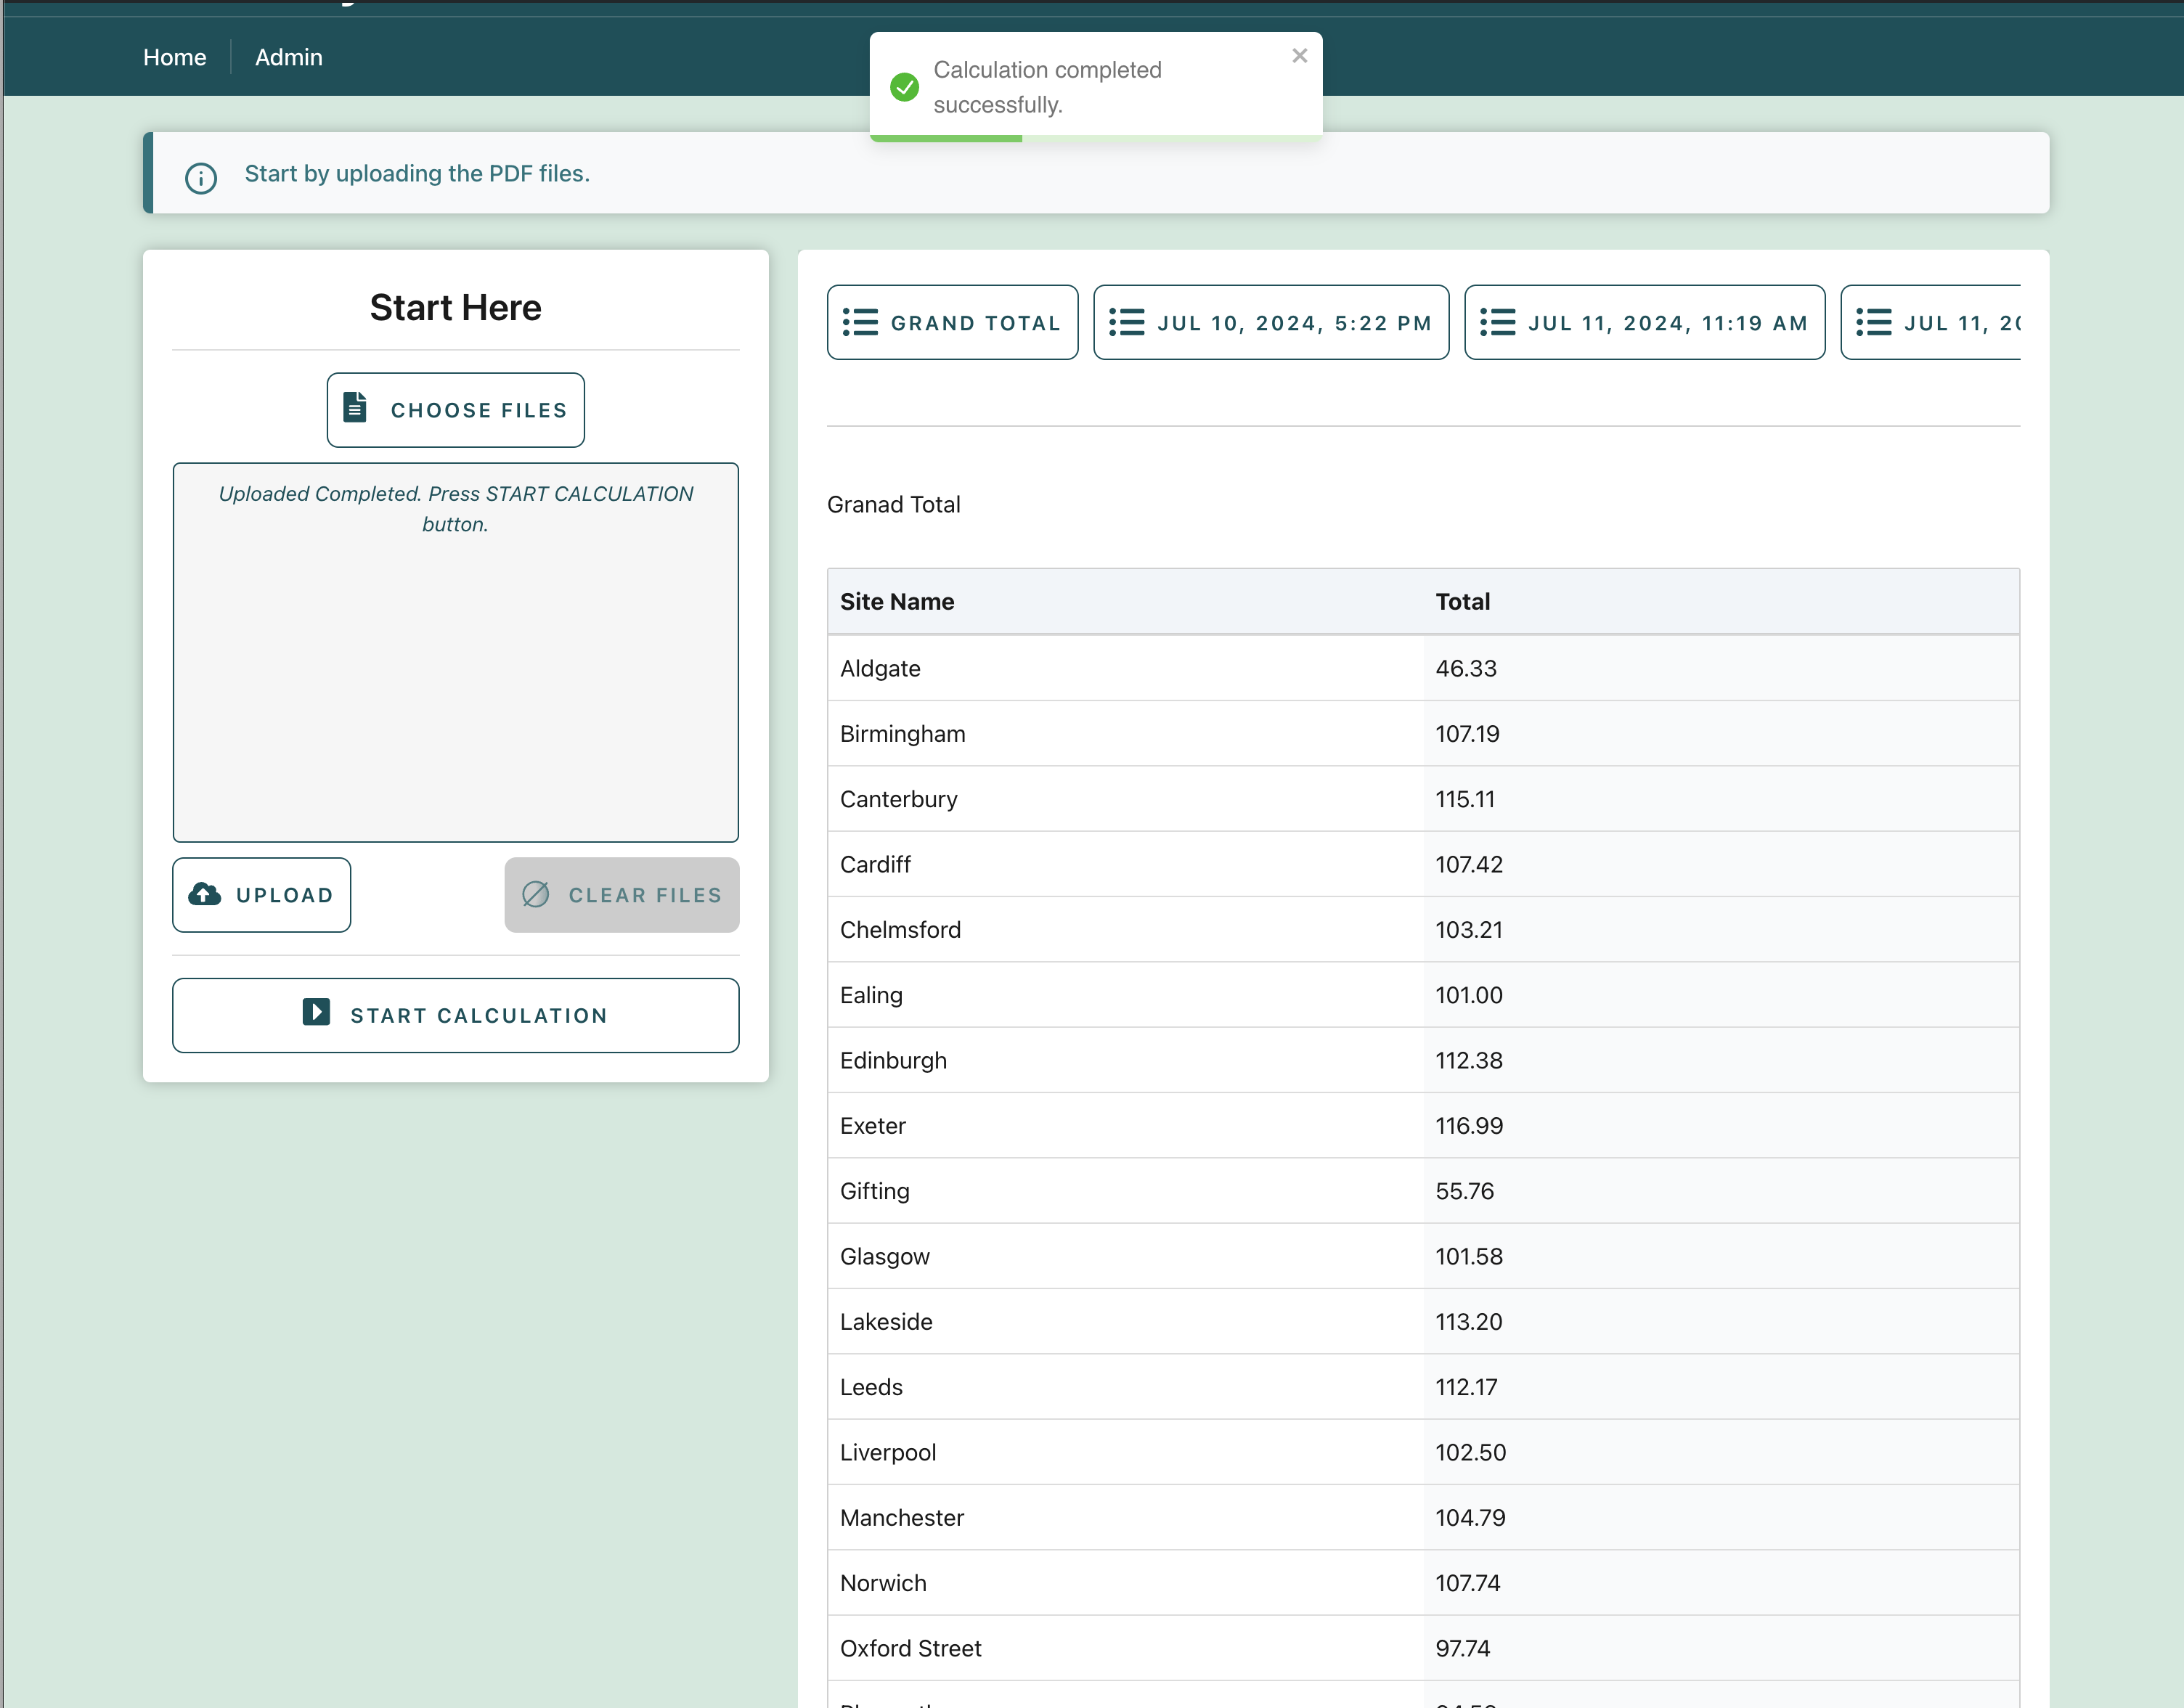 Home
Admin
Calculation completed
successfully.
Start by uploading the PDF files.
Start Here
CHOOSE FILES
Uploaded Completed. Press START CALCULATION
button.
UPLOAD
CLEAR FILES
START CALCULATION
GRAND TOTAL
JUL 10, 2024, 5:22 PM
JUL 11, 2024, 11:19 AM
JUL 11, 20
Granad Total
Site Name Total
Aldgate 46.33
Birmingham 107.19
Canterbury 115.11
Cardiff 107.42
Chelmsford 103.21
Ealing 101.00
Edinburgh 112.38
Exeter 116.99
Gifting 55.76
Glasgow 101.58
Lakeside 113.20
Leeds 112.17
Liverpool 102.50
Manchester 104.79
Norwich 107.74
Oxford Street 97.74